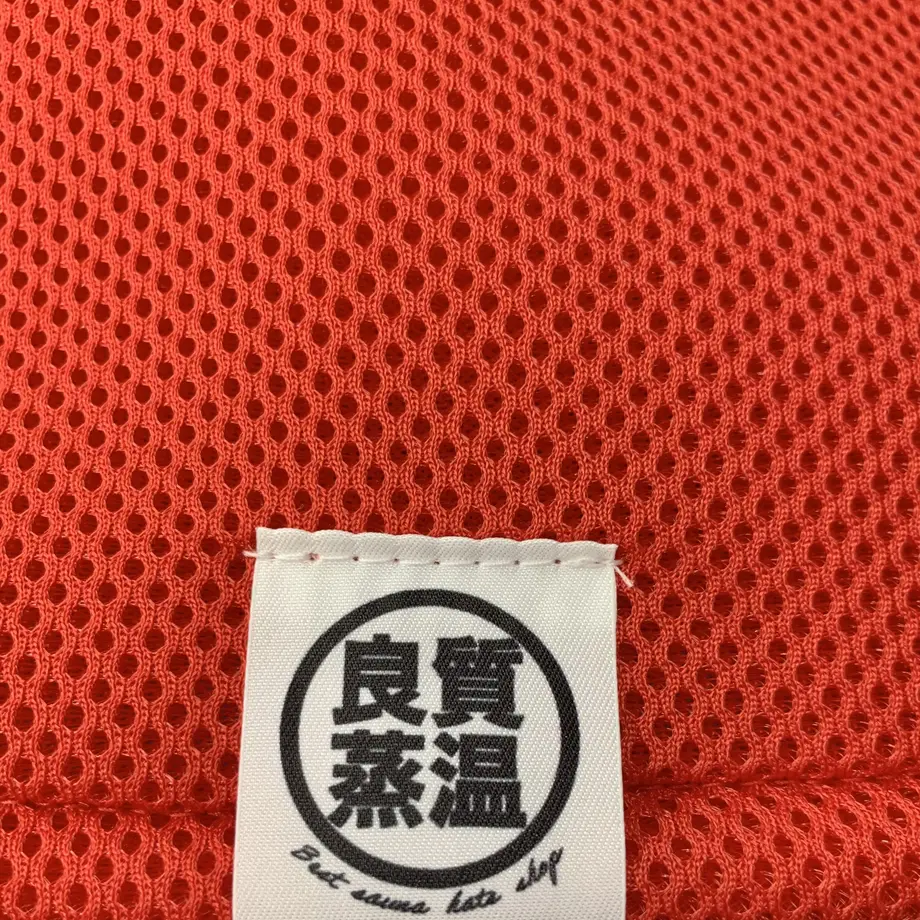 良質
蒸温
Best sauna hats shop